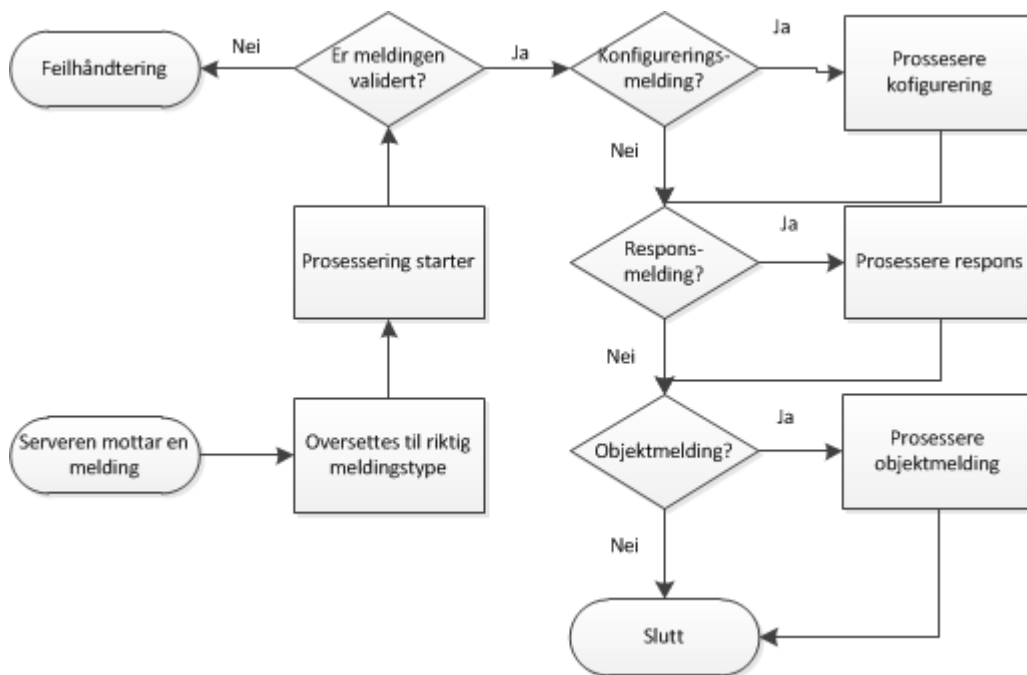 Feilhåndtering
Nei
Er meldingen
validert?
Ja
Konfigurerings-
melding?
Ja
Prossesere
kofigurering
Nei
Prosessering starter
Respons-
melding?
Ja
Prosessere respons
Nei
Serveren mottar en
melding
Oversettes til riktig
meldingstype
Objektmelding?
Ja
Prosessere
objektmelding
Nei
Slutt